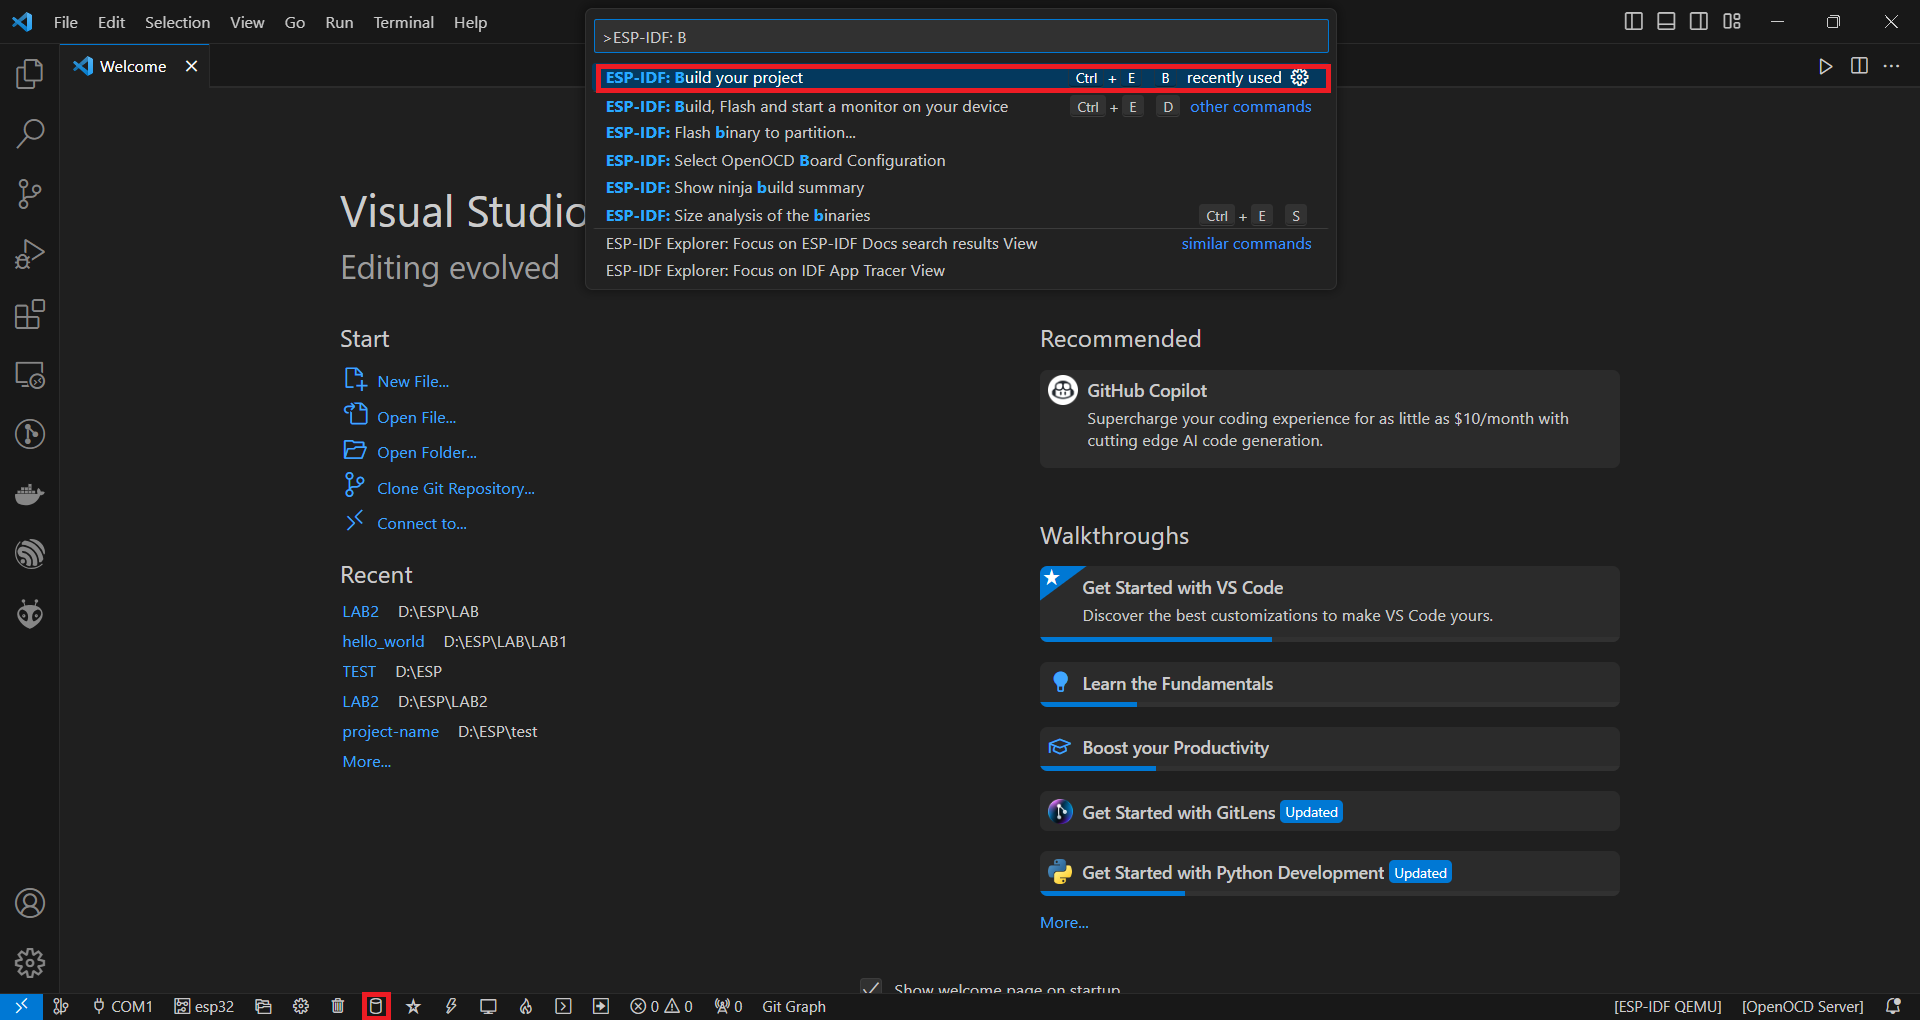 File Edit Selection View Go Run Terminal Help
>ESP-IDF: B
Welcome
ESP-IDF: Build your project Ctrl + E B recently used
ESP-IDF: Build, Flash and start a monitor on your device Ctrl + E D other commands
ESP-IDF: Flash binary to partition...
ESP-IDF: Select OpenOCD Board Configuration
ESP-IDF: Show ninja build summary
ESP-IDF: Size analysis of the binaries Ctrl + E S
ESP-IDF Explorer: Focus on ESP-IDF Docs search results View similar commands
ESP-IDF Explorer: Focus on IDF App Tracer View
Visual Studio
Editing evolved
Start
New File...
Open File...
Open Folder...
Clone Git Repository...
Connect to...
Recent
LAB2 D:\ESP\LAB
hello_world D:\ESP\LAB\LAB1
TEST D:\ESP
LAB2 D:\ESP\LAB2
project-name D:\ESP\test
More...
Recommended
GitHub Copilot
Supercharge your coding experience for as little as $10/month with
cutting edge AI code generation.
Walkthroughs
Get Started with VS Code
Discover the best customizations to make VS Code yours.
Learn the Fundamentals
Boost your Productivity
Get Started with GitLens Updated
Get Started with Python Development Updated
More...
Show welcome page on startup
COM1 esp32 0 0 0 Git Graph [ESP-IDF QEMU] [OpenOCD Server]